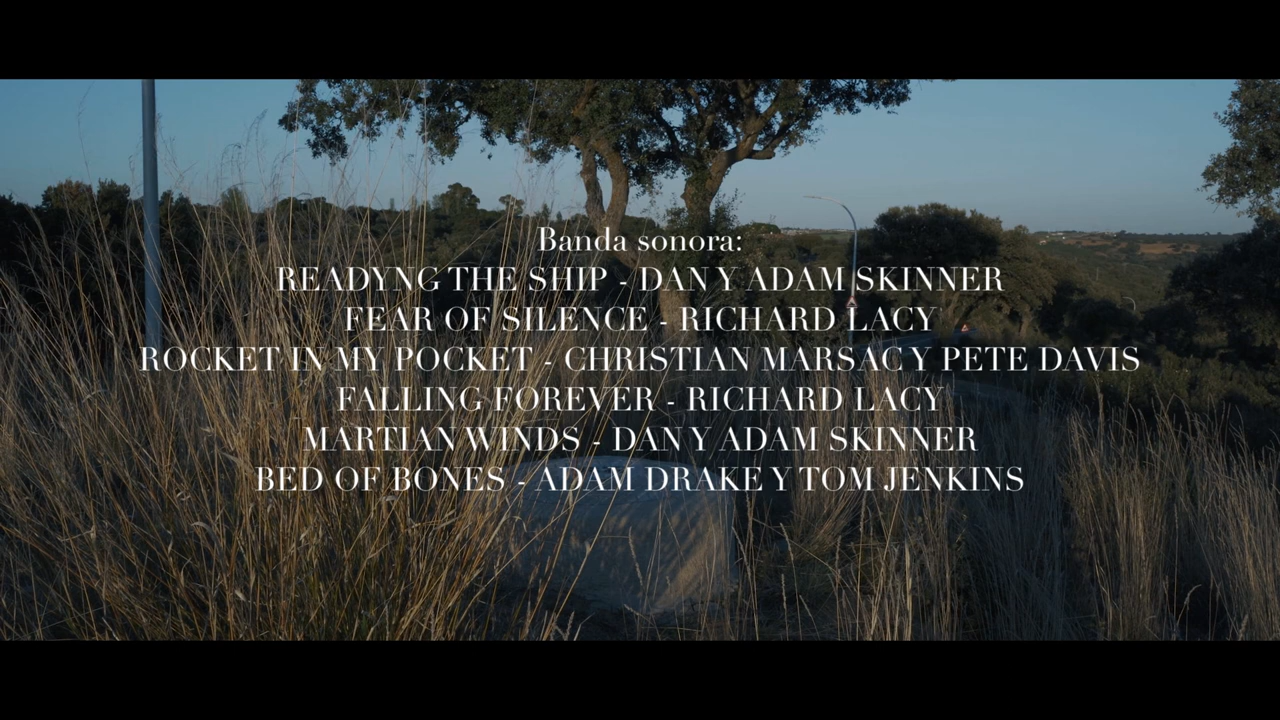 Banda sonora:
READYNG THE SHIP - DAN Y ADAM SKINNER
FEAR OF SILENCE - RICHARD LACY
ROCKET IN MY POCKET - CHRISTIAN MARSAC Y PETE DAVIS
FALLING FOREVER - RICHARD LACY
MARTIAN WINDS - DAN Y ADAM SKINNER
BED OF BONES - ADAM DRAKE Y TOM JENKINS